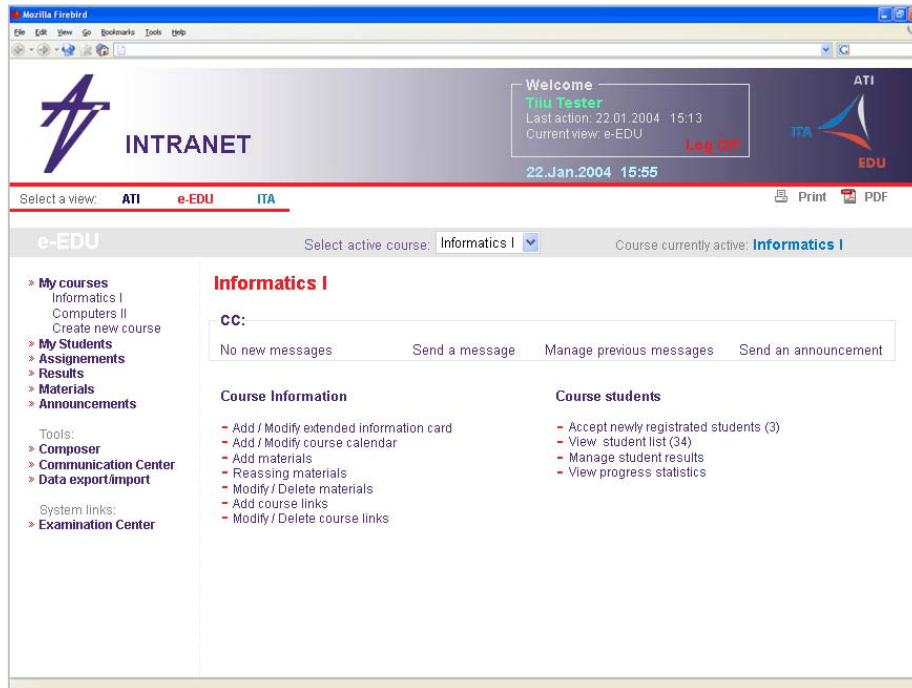 Mozilla Firebird
File Edit View Go Bookmarks Tools Help
INTRANET
Welcome
Tiiu Tester
Last action: 22.01.2004 15:13
Current view: e-EDU
Log Off
22.Jan.2004 15:55
ATI
ITA
EDU
Select a view: ATI e-EDU ITA
Print PDF
e-EDU
Select active course: Informatics I
Course currently active: Informatics I
» My courses
Informatics I
Computers II
Create new course
» My Students
» Assignements
» Results
» Materials
» Announcements
Tools:
» Composer
» Communication Center
» Data export/import
System links:
» Examination Center
Informatics I
CC:
No new messages Send a message Manage previous messages Send an announcement
Course Information
- Add / Modify extended information card
- Add / Modify course calendar
- Add materials
- Reassing materials
- Modify / Delete materials
- Add course links
- Modify / Delete course links
Course students
- Accept newly registrated students (3)
- View student list (34)
- Manage student results
- View progress statistics